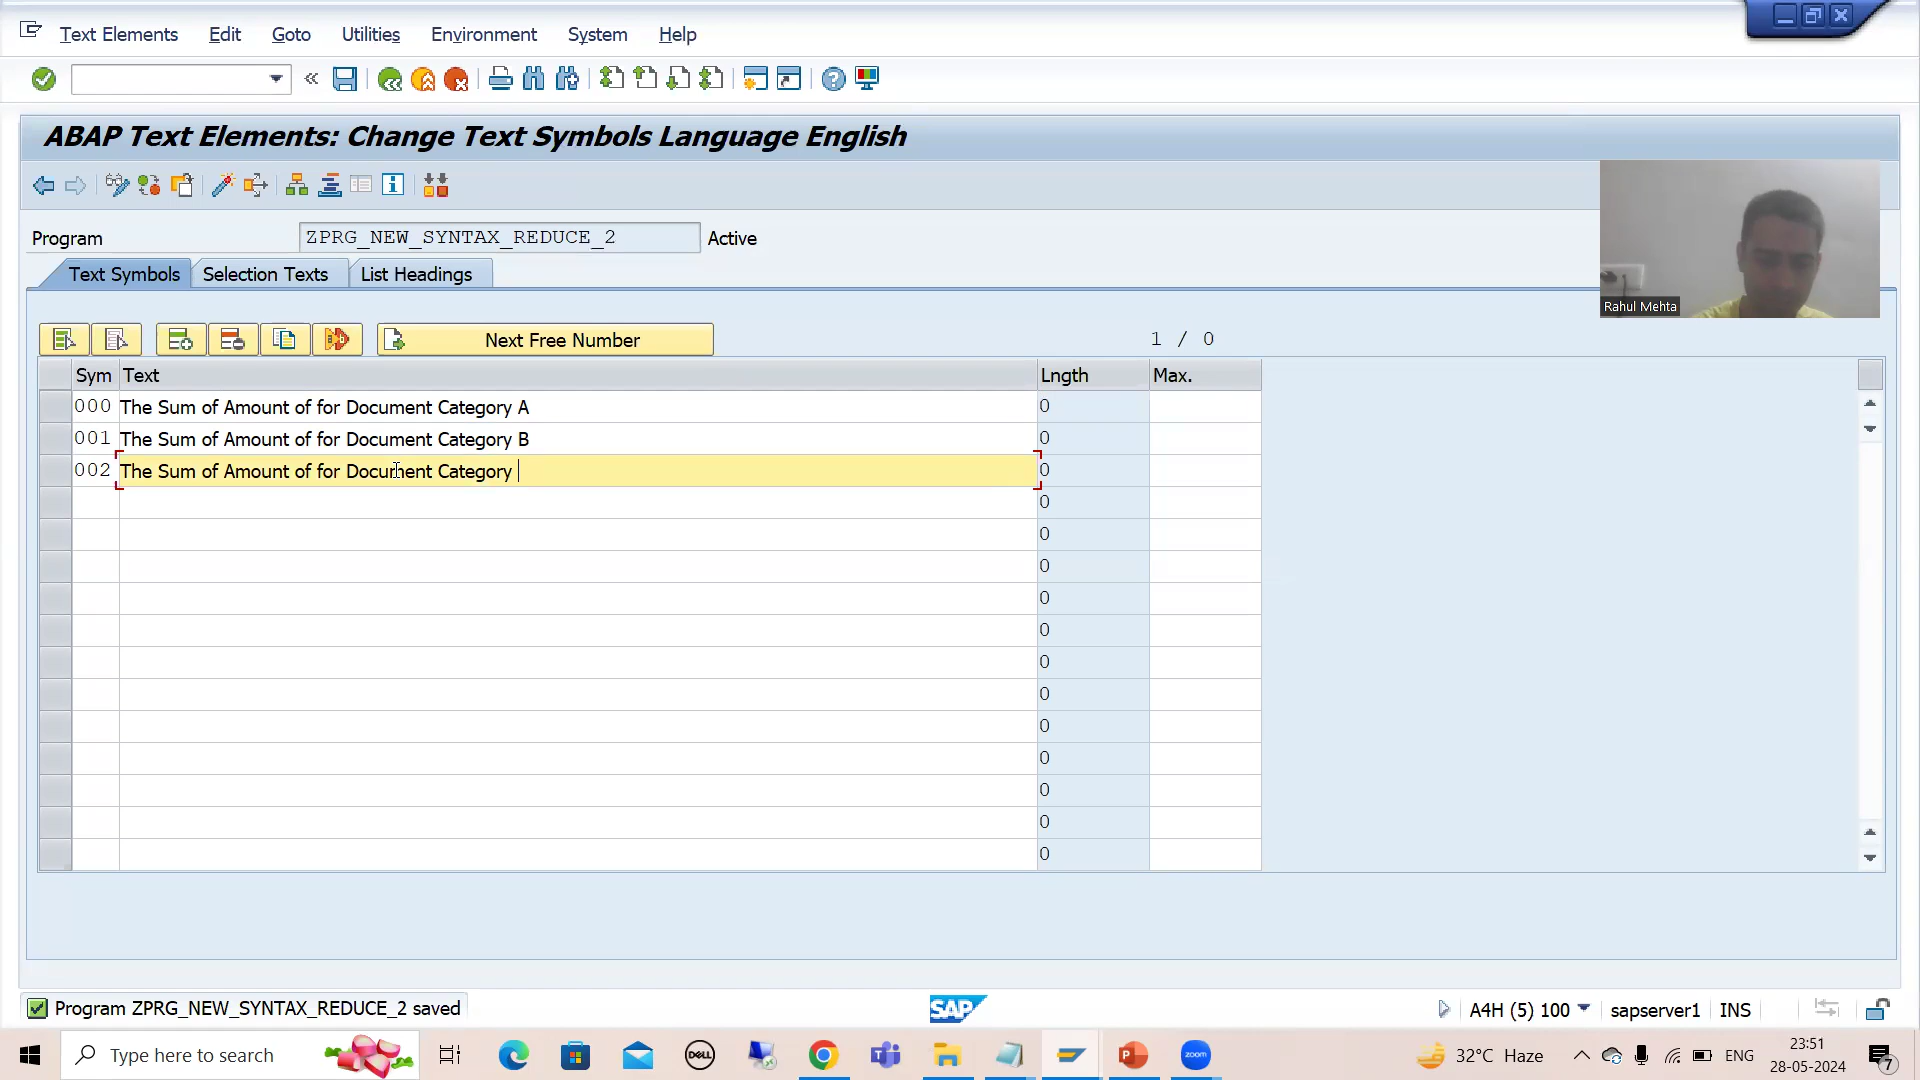 Text Elements Edit Goto Utilities Environment System Help
ABAP Text Elements: Change Text Symbols Language English
Program ZPRG_NEW_SYNTAX_REDUCE_2 Active
Text Symbols Selection Texts List Headings
Rahul Mehta
Next Free Number 1 / 0
Sym Text Lngth Max.
000 The Sum of Amount of for Document Category A 0
001 The Sum of Amount of for Document Category B 0
002 The Sum of Amount of for Document Category 0
0
0
0
0
0
0
0
0
0
0
0
0
Program ZPRG_NEW_SYNTAX_REDUCE_2 saved SAP A4H (5) 100 sapserver1 INS
Type here to search DELL zoom 32°C Haze ENG 23:51
28-05-2024 7